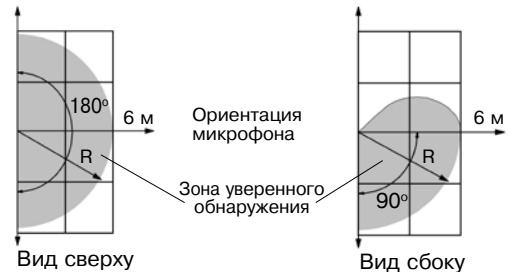 180°
6 м
R
Ориентация
микрофона
Зона уверенного
обнаружения
6 м
R
90°
Вид сверху
Вид сбоку